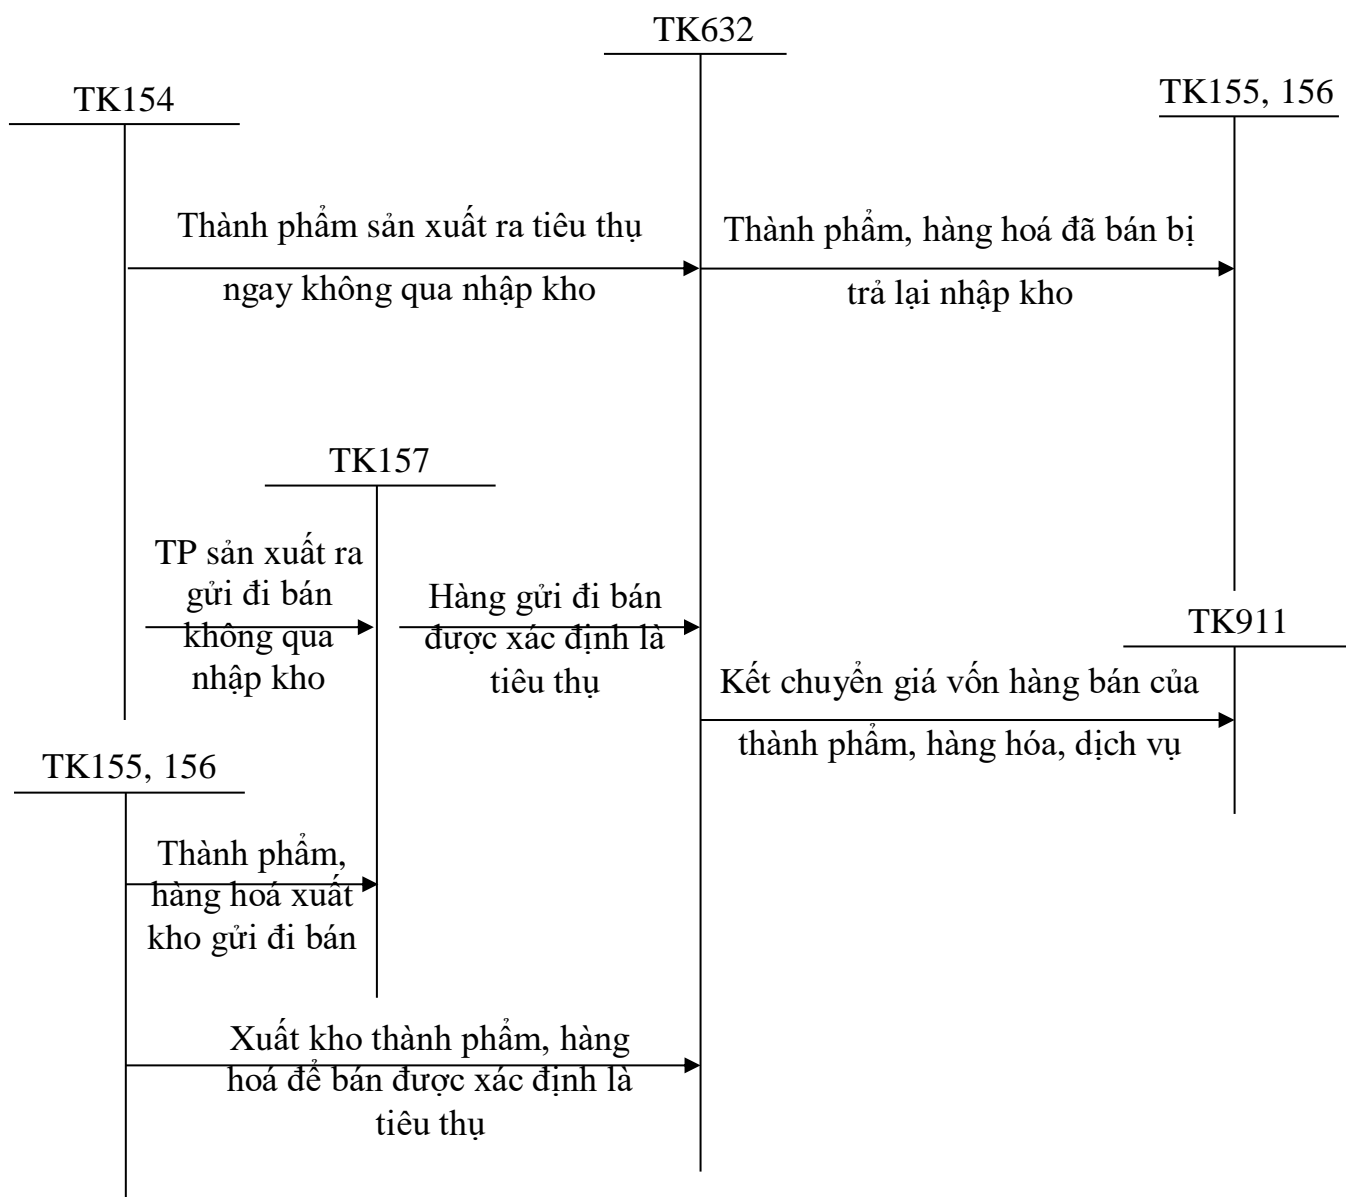 TK632
TK154
TK155, 156
Thành phẩm sản xuất ra tiêu thụ
ngay không qua nhập kho
Thành phẩm, hàng hoá đã bán bị
trả lại nhập kho
TK157
TP sản xuất ra
gửi đi bán
không qua
nhập kho
Hàng gửi đi bán
được xác định là
tiêu thụ
TK911
Kết chuyển giá vốn hàng bán của
thành phẩm, hàng hóa, dịch vụ
TK155, 156
Thành phẩm,
hàng hoá xuất
kho gửi đi bán
Xuất kho thành phẩm, hàng
hoá để bán được xác định là
tiêu thụ